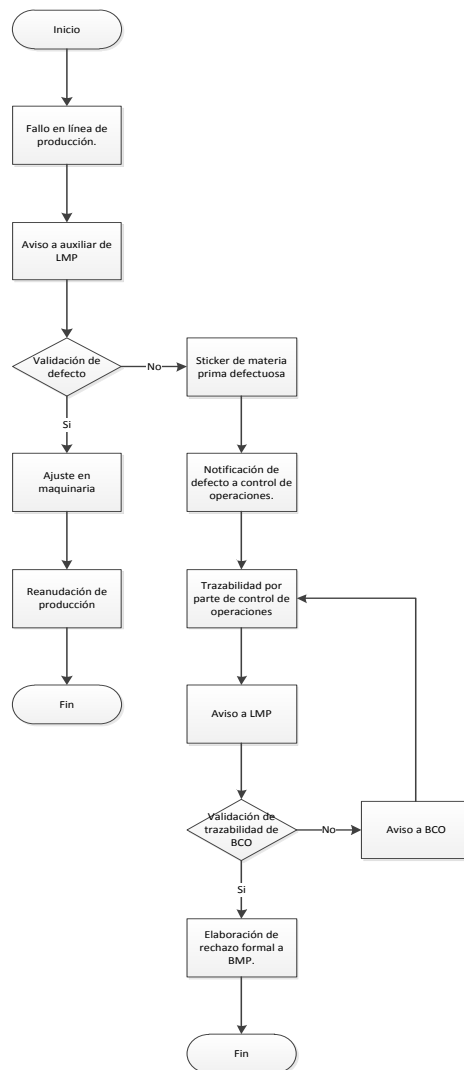 Inicio
Fallo en línea de
producción.
Aviso a auxiliar de
LMP
Validación de
defecto
No
Sticker de materia
prima defectuosa
Si
Ajuste en
maquinaria
Notificación de
defecto a control de
operaciones.
Reanudación de
producción
Trazabilidad por
parte de control de
operaciones
Fin
Aviso a LMP
Validación de
trazabilidad de
BCO
No
Aviso a BCO
Si
Elaboración de
rechazo formal a
BMP.
Fin